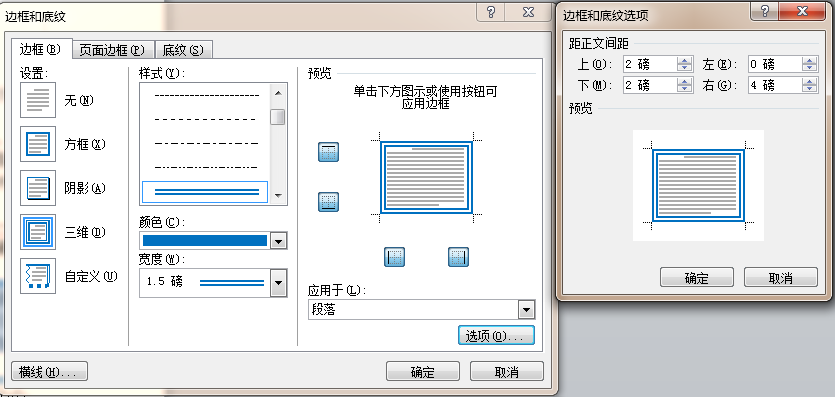 边框和底纹
边框(B)
页面边框(P)
底纹(S)
设置:
无(N)
方框(X)
阴影(A)
三维(D)
自定义(U)
样式(Y):
颜色(C):
宽度(W):
1.5 磅
预览
单击下方图示或使用按钮可
应用边框
应用于(L):
段落
选项(O)...
横线(H)...
确定
取消
边框和底纹选项
距正文间距
上(O): 2 磅 左(E): 0 磅
下(M): 2 磅 右(G): 4 磅
预览
确定
取消